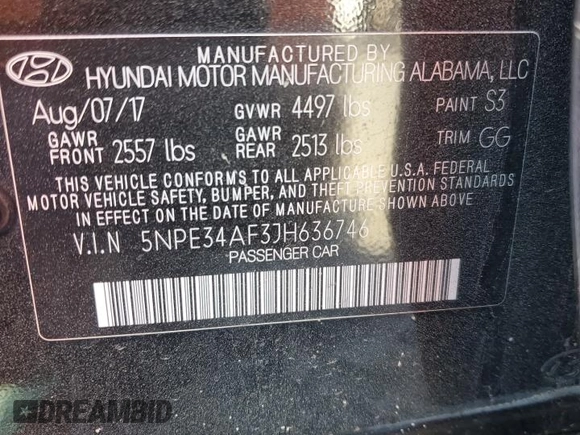 MANUFACTURED BY
HYUNDAI MOTOR MANUFACTURING ALABAMA, LLC
Aug/07/17 GVWR 4497 lbs PAINT S3
GAWR FRONT 2557 lbs GAWR REAR 2513 lbs TRIM GG
THIS VEHICLE CONFORMS TO ALL APPLICABLE U.S.A. FEDERAL
MOTOR VEHICLE SAFETY, BUMPER, AND THEFT PREVENTION STANDARDS
IN EFFECT ON THE DATE OF MANUFACTURE SHOWN ABOVE.
V.I.N 5NPE34AF3JH636746
PASSENGER CAR
DREAMBID